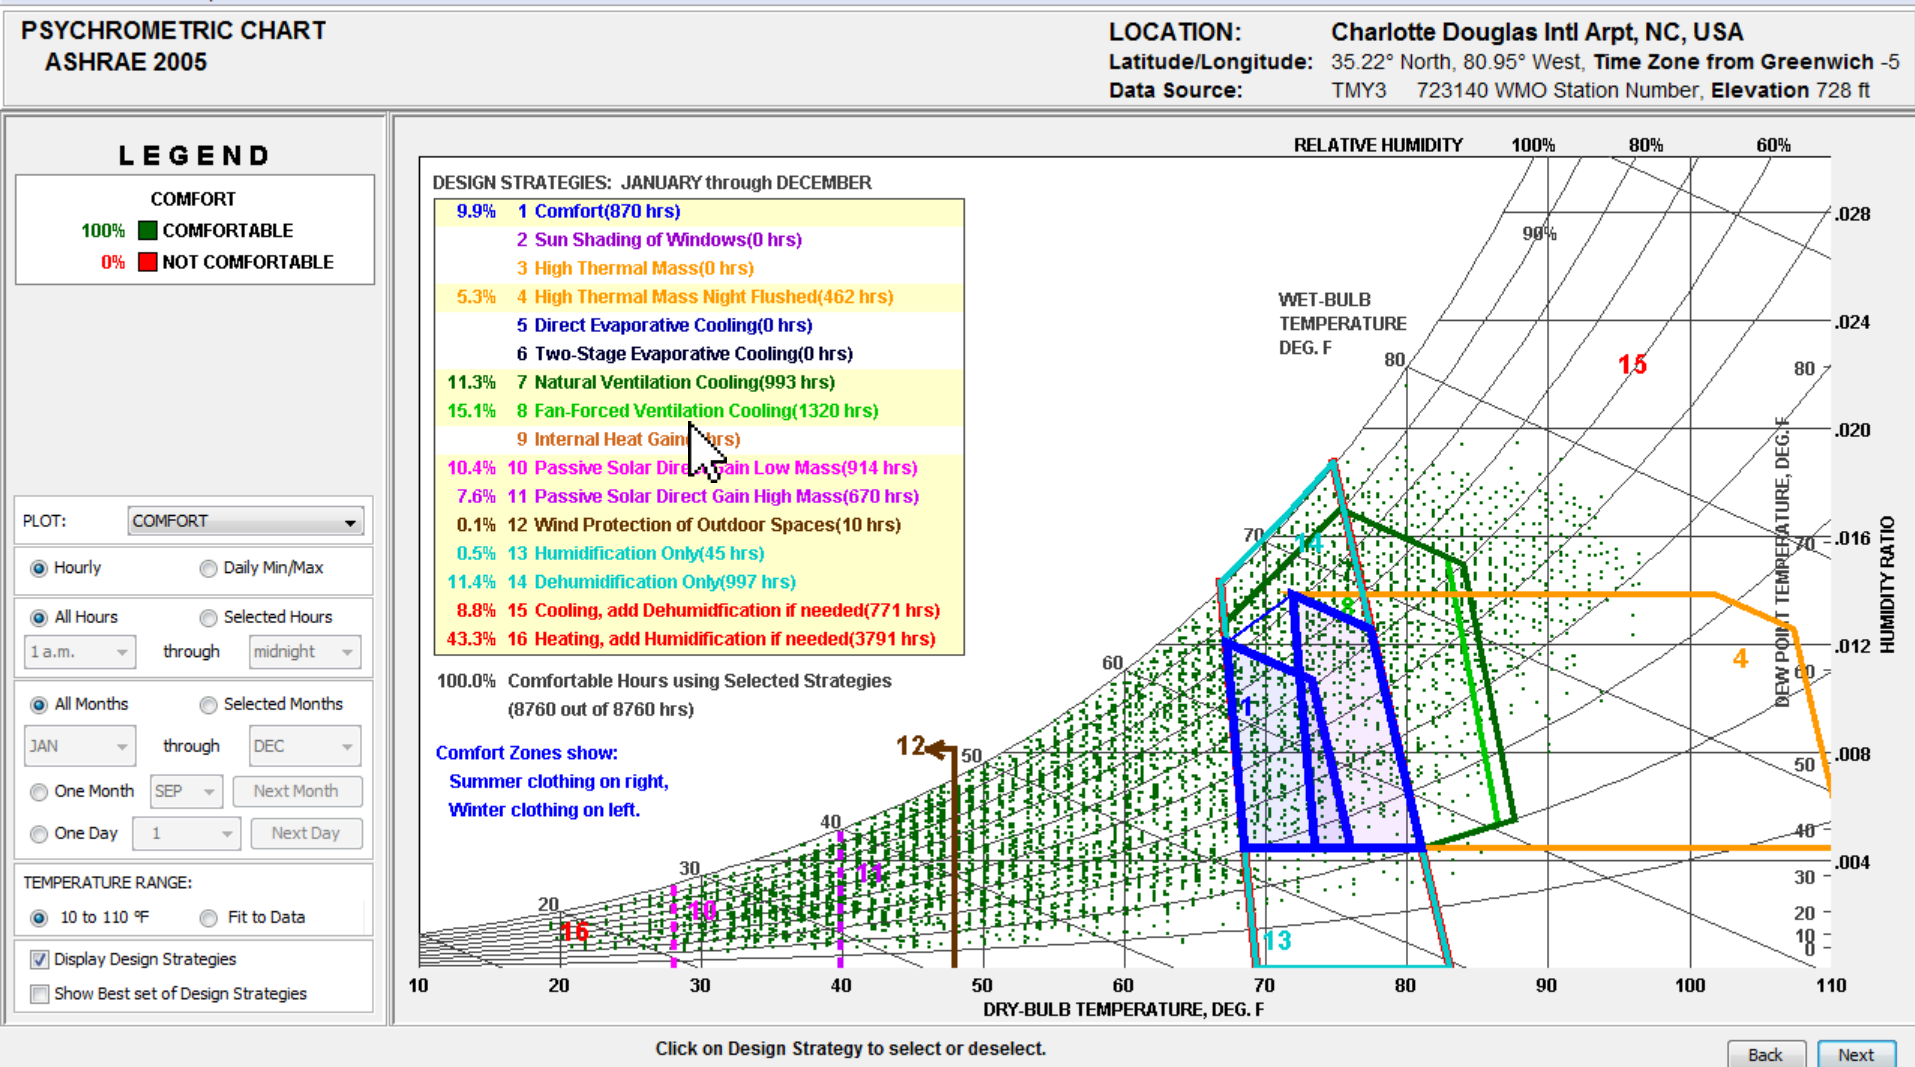 PSYCHROMETRIC CHART
ASHRAE 2005
LOCATION: Charlotte Douglas Intl Arpt, NC, USA
Latitude/Longitude: 35.22° North, 80.95° West, Time Zone from Greenwich -5
Data Source: TMY3 723140 WMO Station Number, Elevation 728 ft
LEGEND
COMFORT
100% COMFORTABLE
0% NOT COMFORTABLE
PLOT: COMFORT
Hourly Daily Min/Max
All Hours Selected Hours
1 a.m. through midnight
All Months Selected Months
JAN through DEC
One Month SEP Next Month
One Day 1 Next Day
TEMPERATURE RANGE:
10 to 110 °F Fit to Data
Display Design Strategies
Show Best set of Design Strategies
RELATIVE HUMIDITY 100% 80% 60%
90%
DESIGN STRATEGIES: JANUARY through DECEMBER
9.9% 1 Comfort(870 hrs)
2 Sun Shading of Windows(0 hrs)
3 High Thermal Mass(0 hrs)
5.3% 4 High Thermal Mass Night Flushed(462 hrs)
5 Direct Evaporative Cooling(0 hrs)
6 Two-Stage Evaporative Cooling(0 hrs)
11.3% 7 Natural Ventilation Cooling(993 hrs)
15.1% 8 Fan-Forced Ventilation Cooling(1320 hrs)
9 Internal Heat Gain hrs)
10.4% 10 Passive Solar Direct Gain Low Mass(914 hrs)
7.6% 11 Passive Solar Direct Gain High Mass(670 hrs)
0.1% 12 Wind Protection of Outdoor Spaces(10 hrs)
0.5% 13 Humidification Only(45 hrs)
11.4% 14 Dehumidification Only(997 hrs)
8.8% 15 Cooling, add Dehumidfication if needed(771 hrs)
43.3% 16 Heating, add Humidification if needed(3791 hrs)
100.0% Comfortable Hours using Selected Strategies
(8760 out of 8760 hrs)
Comfort Zones show:
Summer clothing on right,
Winter clothing on left.
WET-BULB
TEMPERATURE
DEG. F
20
30
40
50
60
70
80
16
10
11
12
1
13
14
8
15
4
DEW POINT TEMPERATURE, DEG. F
80
70
60
50
40
30
20
10
0
.028
.024
.020
.016
.012
.008
.004
HUMIDITY RATIO
10 20 30 40 50 60 70 80 90 100 110
DRY-BULB TEMPERATURE, DEG. F
Click on Design Strategy to select or deselect.
Back Next